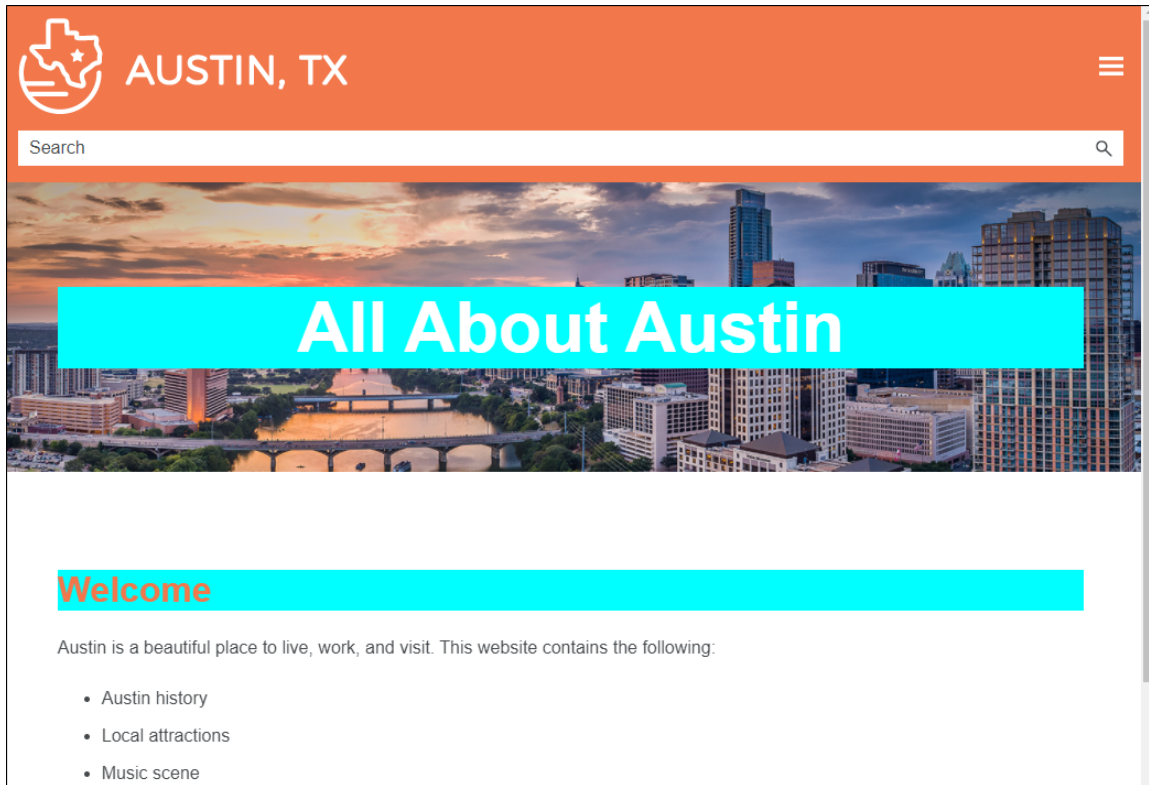 AUSTIN, TX
Search
All About Austin
Welcome
Austin is a beautiful place to live, work, and visit. This website contains the following:
• Austin history
• Local attractions
• Music scene